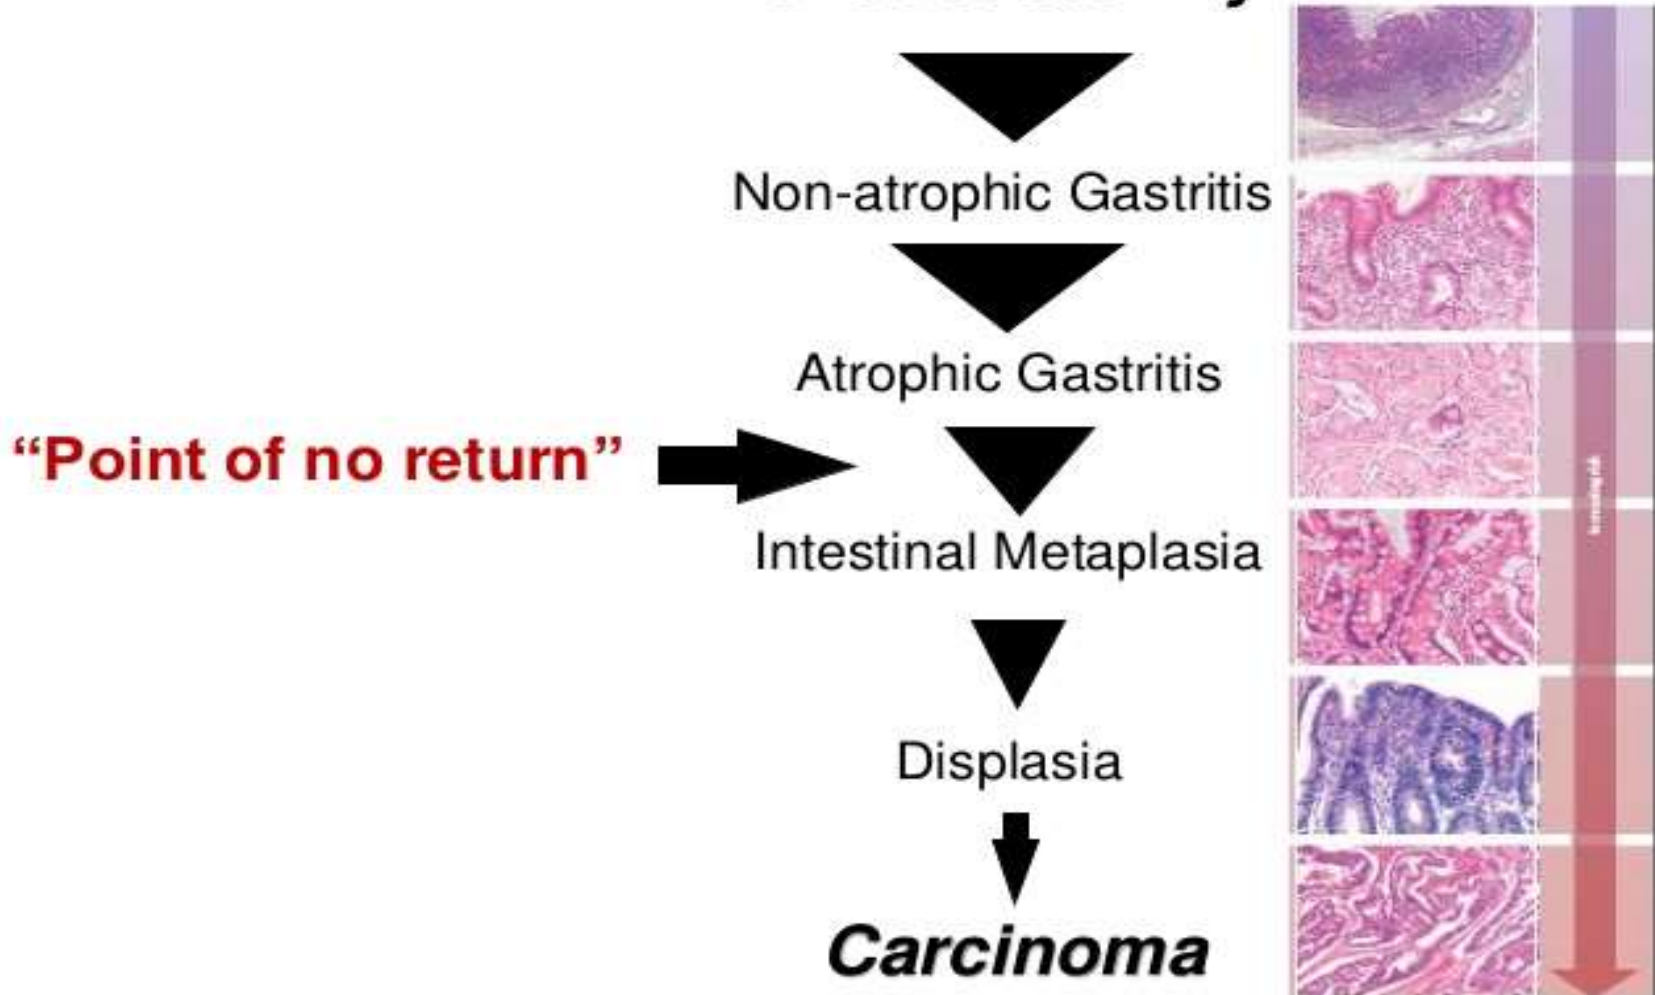 Non-atrophic Gastritis
Atrophic Gastritis
“Point of no return”
Intestinal Metaplasia
Displasia
Carcinoma